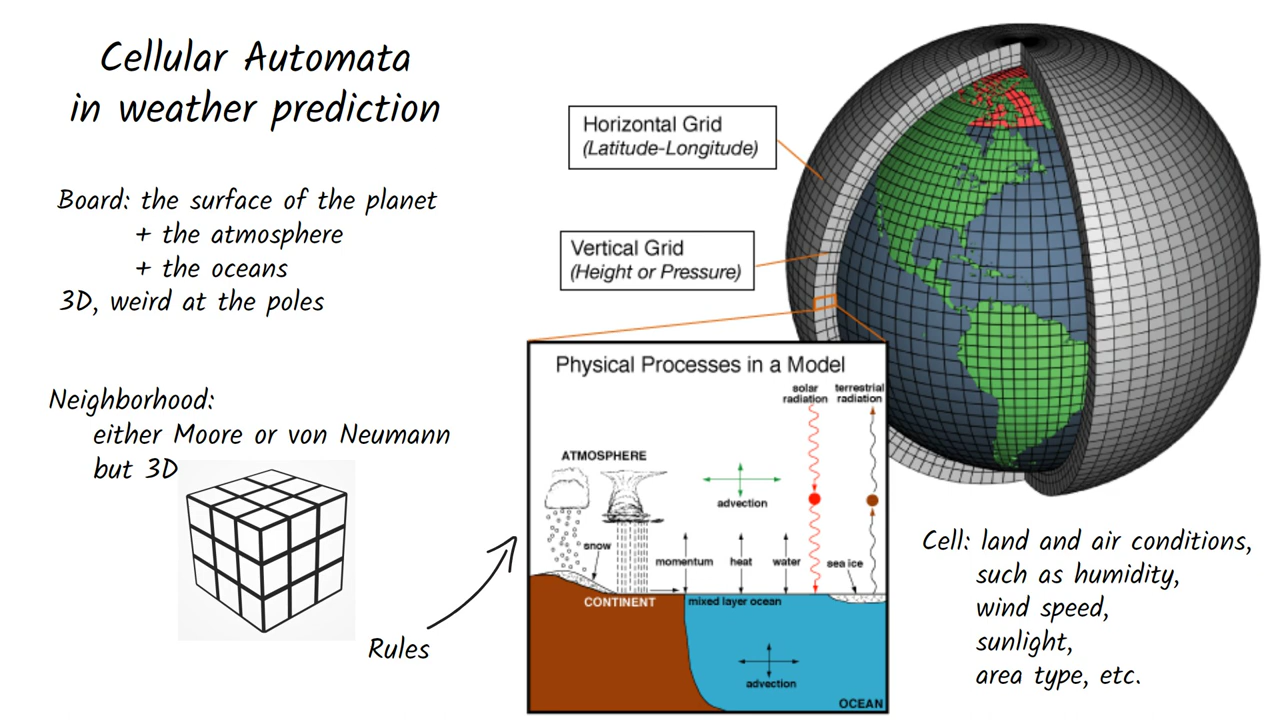 Cellular Automata
in weather prediction
Board: the surface of the planet
+ the atmosphere
+ the oceans
3D, weird at the poles
Neighborhood:
either Moore or von Neumann
but 3D
Rules
Horizontal Grid
(Latitude-Longitude)
Vertical Grid
(Height or Pressure)
Physical Processes in a Model
solar
radiation
terrestrial
radiation
ATMOSPHERE
advection
snow
momentum
heat
water
sea ice
CONTINENT
mixed layer ocean
advection
OCEAN
Cell: land and air conditions,
such as humidity,
wind speed,
sunlight,
area type, etc.